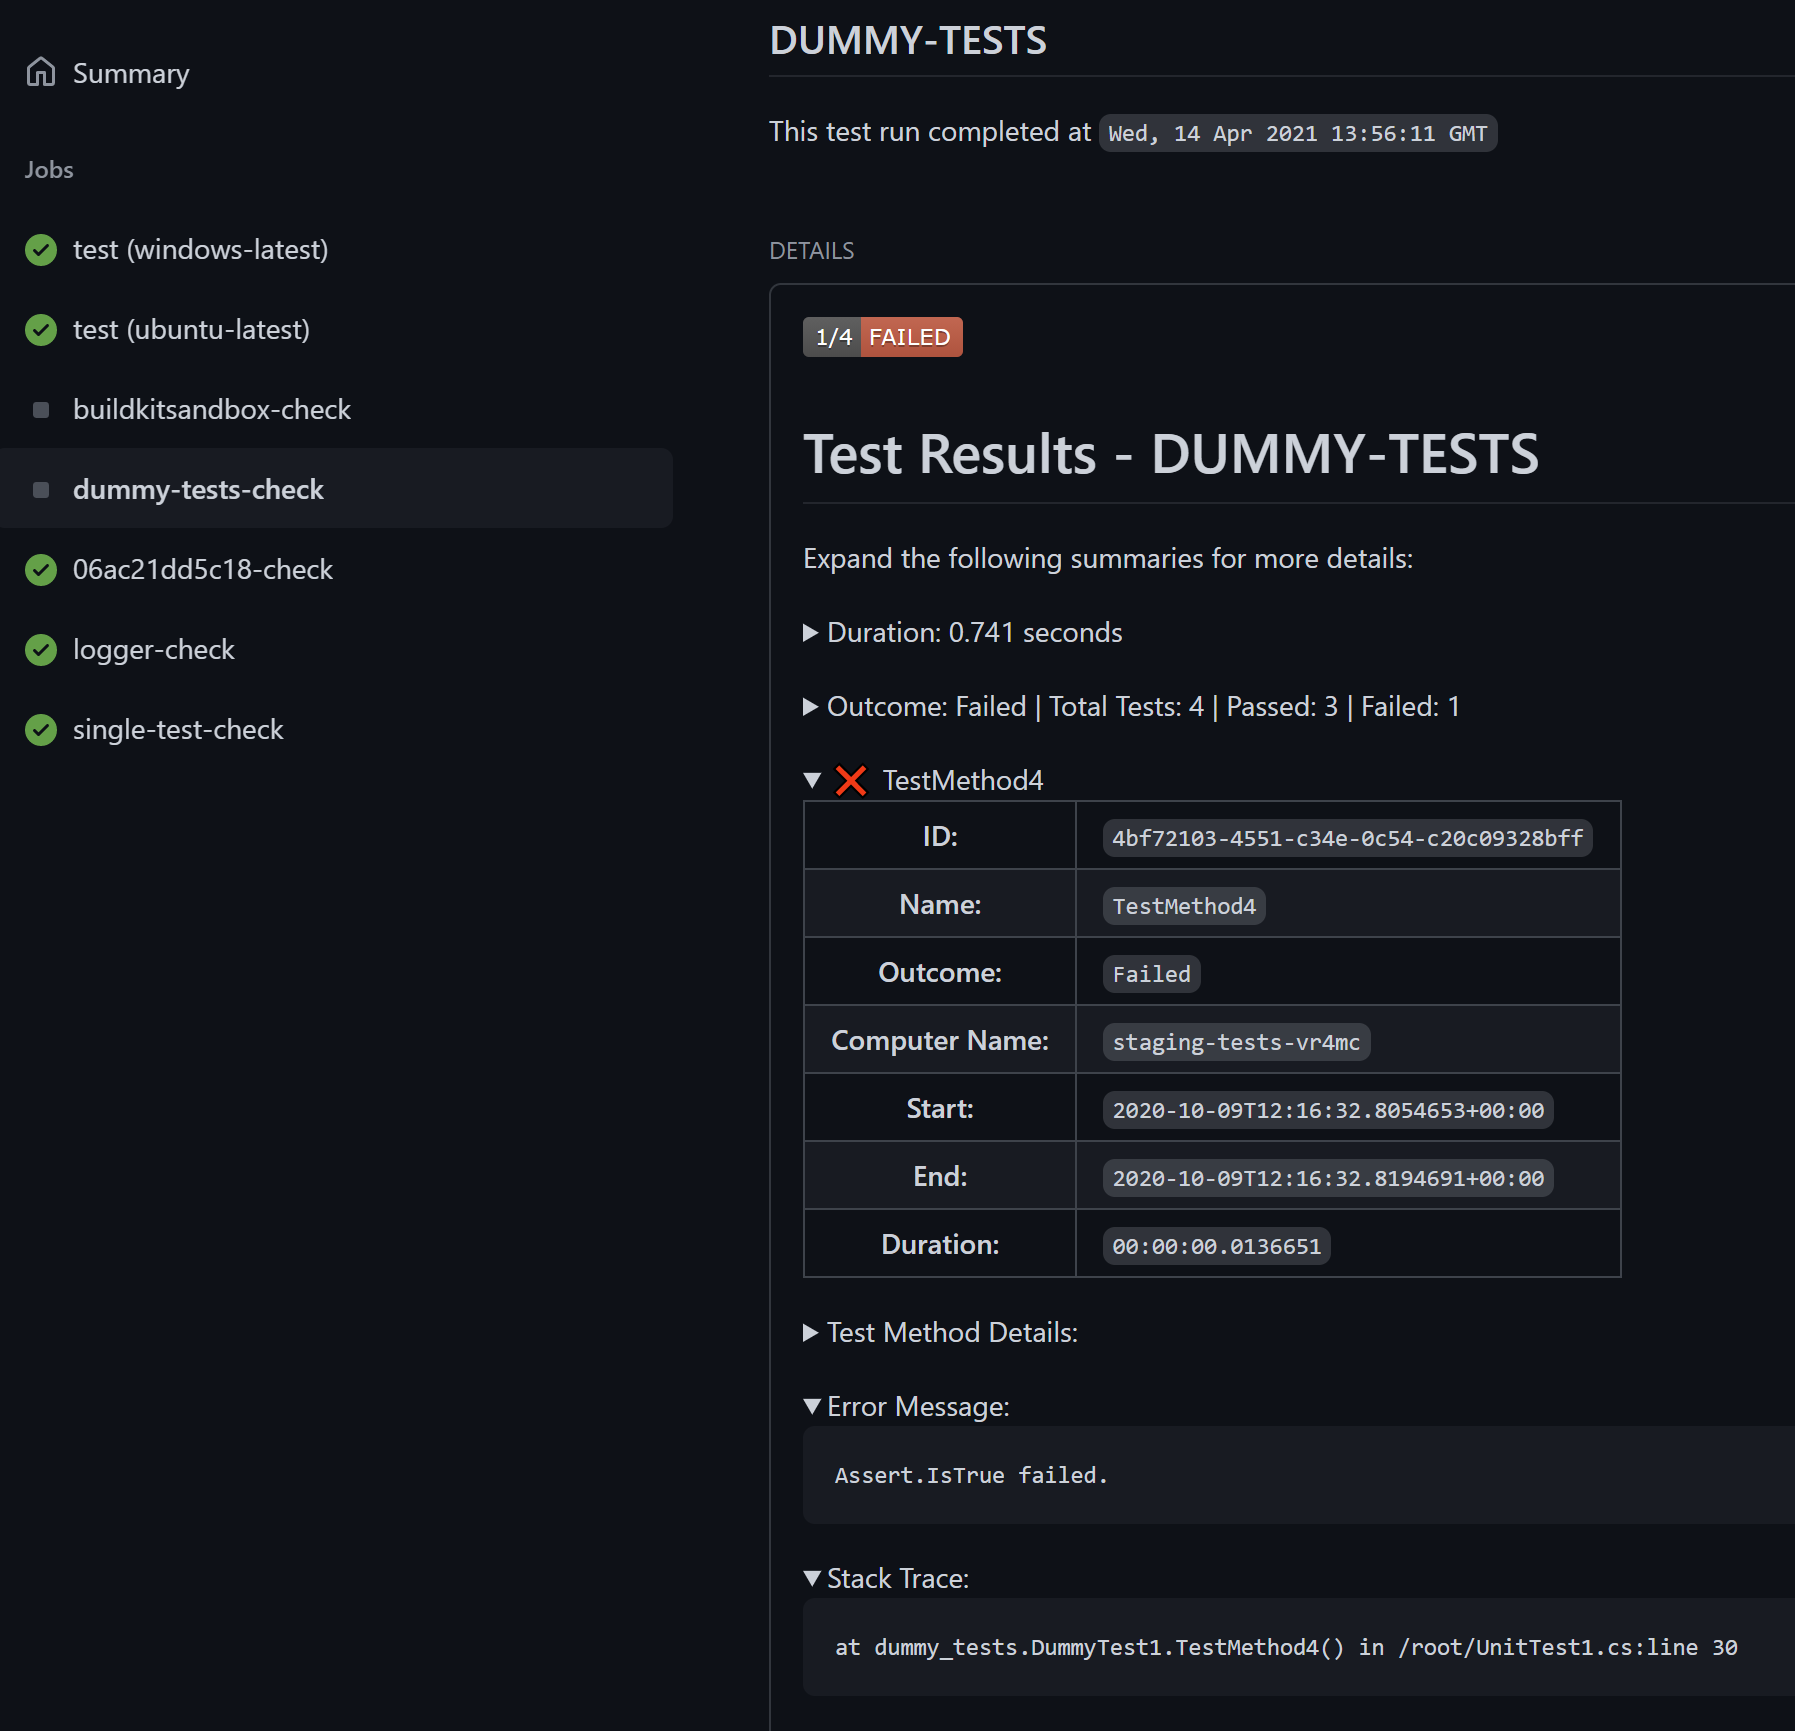 Summary
Jobs
test (windows-latest)
test (ubuntu-latest)
buildkitsandbox-check
dummy-tests-check
06ac21dd5c18-check
logger-check
single-test-check
DUMMY-TESTS
This test run completed at Wed, 14 Apr 2021 13:56:11 GMT
DETAILS
1/4 FAILED
Test Results - DUMMY-TESTS
Expand the following summaries for more details:
Duration: 0.741 seconds
Outcome: Failed | Total Tests: 4 | Passed: 3 | Failed: 1
TestMethod4
ID: 4bf72103-4551-c34e-0c54-c20c09328bff
Name: TestMethod4
Outcome: Failed
Computer Name: staging-tests-vr4mc
Start: 2020-10-09T12:16:32.8054653+00:00
End: 2020-10-09T12:16:32.8194691+00:00
Duration: 00:00:00.0136651
Test Method Details:
Error Message:
Assert.IsTrue failed.
Stack Trace:
at dummy_tests.DummyTest1.TestMethod4() in /root/UnitTest1.cs:line 30